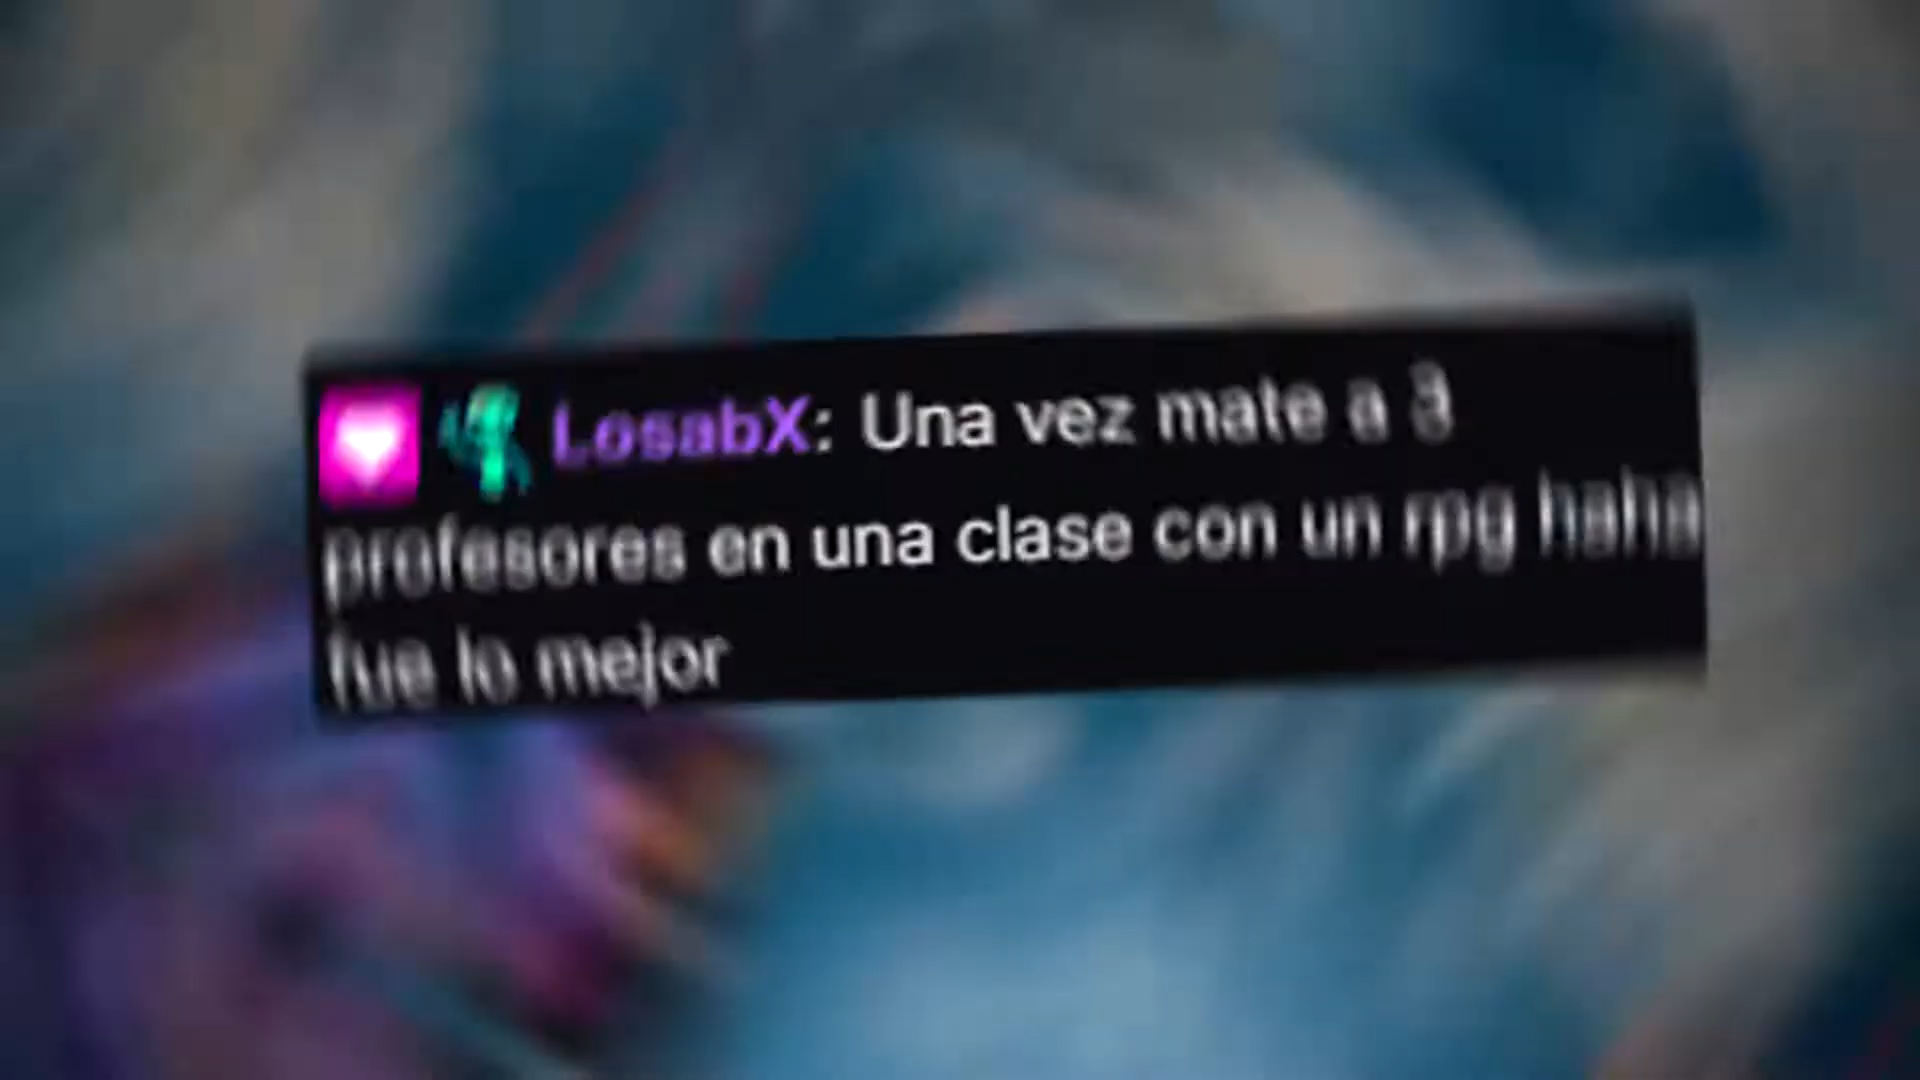 LosabX: Una vez mate a 3
profesores en una clase con un rpg haha
fue lo mejor